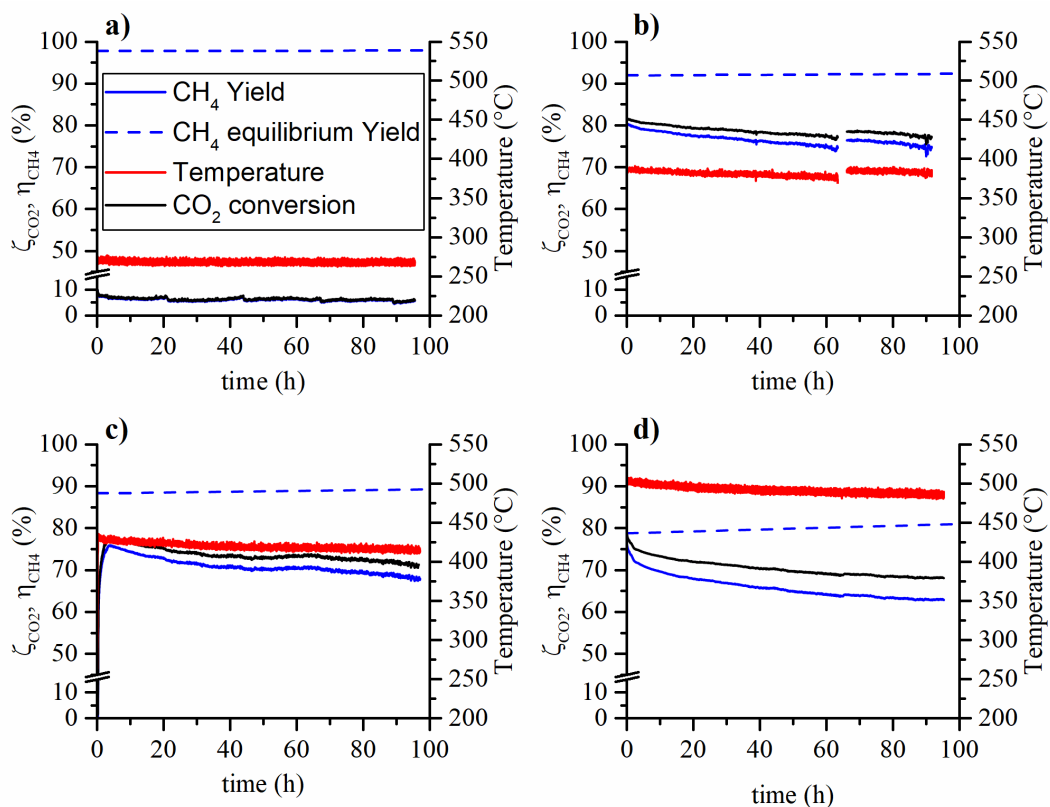 a)
100
90
80
70
60
50
10
0
ζCO2, ηCH4 (%)
CH4 Yield
CH4 equilibrium Yield
Temperature
CO2 conversion
550
500
450
400
350
300
250
200
Temperature (°C)
0 20 40 60 80 100
time (h)
b)
100
90
80
70
60
50
10
0
ζCO2, ηCH4 (%)
550
500
450
400
350
300
250
200
Temperature (°C)
0 20 40 60 80 100
time (h)
c)
100
90
80
70
60
50
10
0
ζCO2, ηCH4 (%)
550
500
450
400
350
300
250
200
Temperature (°C)
0 20 40 60 80 100
time (h)
d)
100
90
80
70
60
50
10
0
ζCO2, ηCH4 (%)
550
500
450
400
350
300
250
200
Temperature (°C)
0 20 40 60 80 100
time (h)